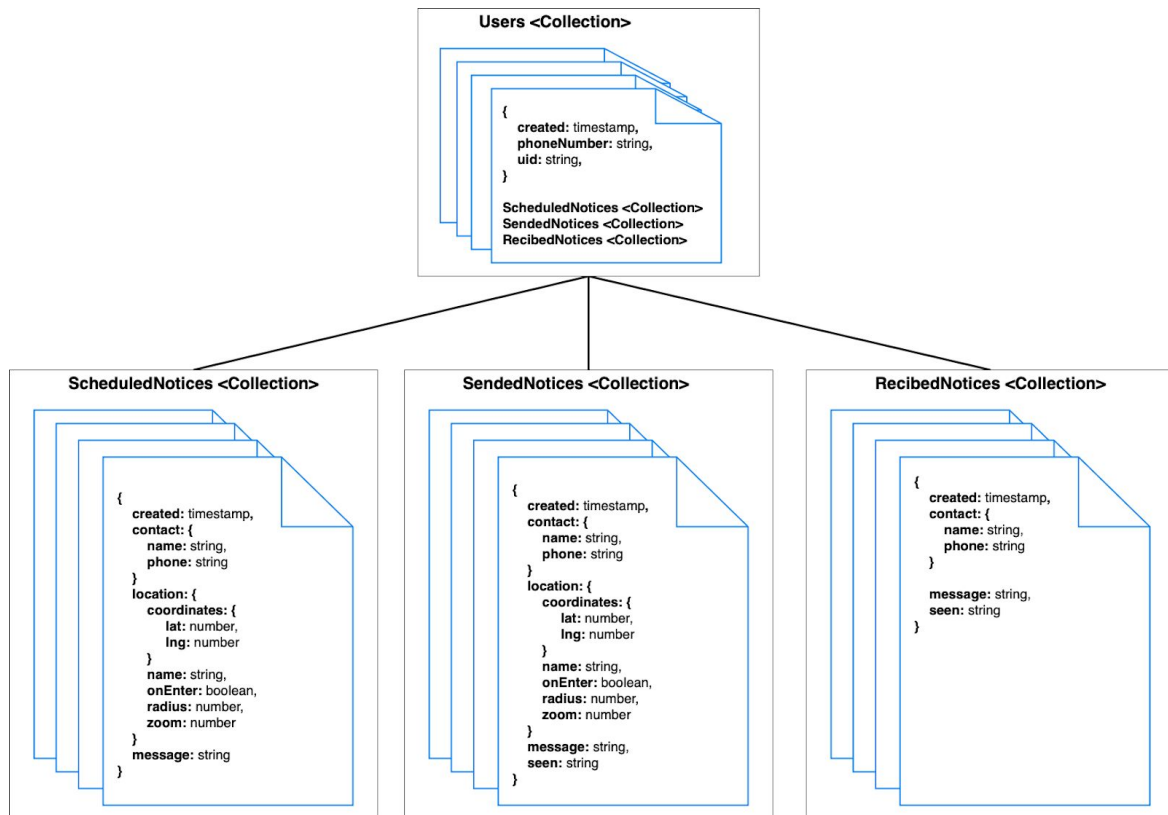 Users <Collection>
{
created: timestamp,
phoneNumber: string,
uid: string,
}
ScheduledNotices <Collection>
SendedNotices <Collection>
RecibedNotices <Collection>
ScheduledNotices <Collection>
{
created: timestamp,
contact: {
name: string,
phone: string
}
location: {
coordinates: {
lat: number,
lng: number
}
name: string,
onEnter: boolean,
radius: number,
zoom: number
}
message: string
}
SendedNotices <Collection>
{
created: timestamp,
contact: {
name: string,
phone: string
}
location: {
coordinates: {
lat: number,
lng: number
}
name: string,
onEnter: boolean,
radius: number,
zoom: number
}
message: string,
seen: string
}
RecibedNotices <Collection>
{
created: timestamp,
contact: {
name: string,
phone: string
}
message: string,
seen: string
}